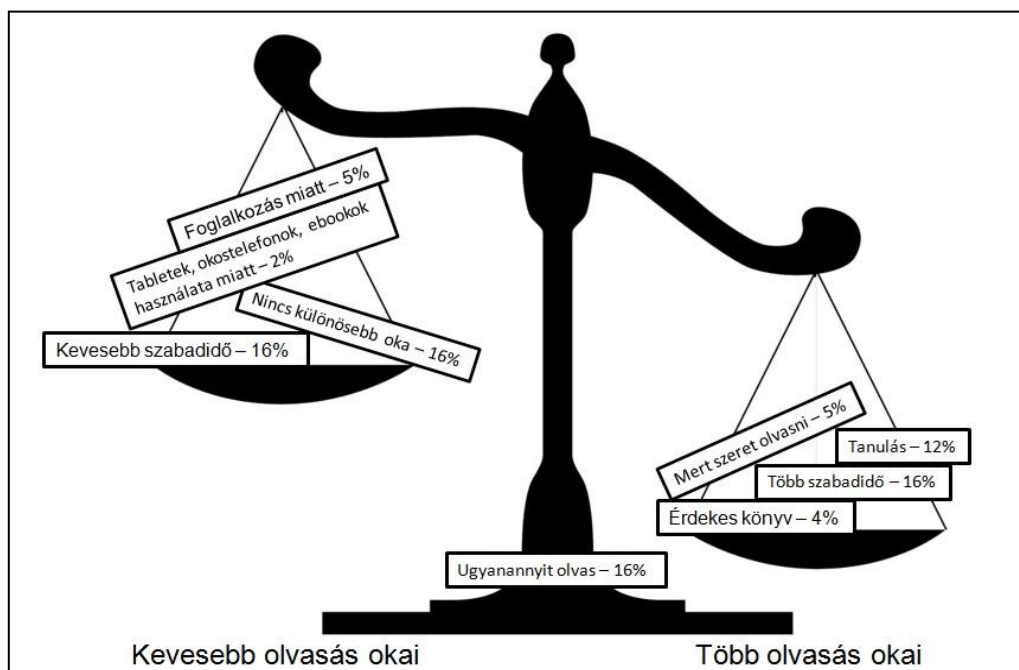 Foglalkozás miatt – 5%
Tabletek, okostelefonok, ebookok
használata miatt – 2%
Nincs különösebb oka – 16%
Kevesebb szabadidő – 16%
Mert szeret olvasni – 5%
Tanulás – 12%
Több szabadidő – 16%
Érdekes könyv – 4%
Ugyanannyit olvas – 16%
Kevesebb olvasás okai
Több olvasás okai